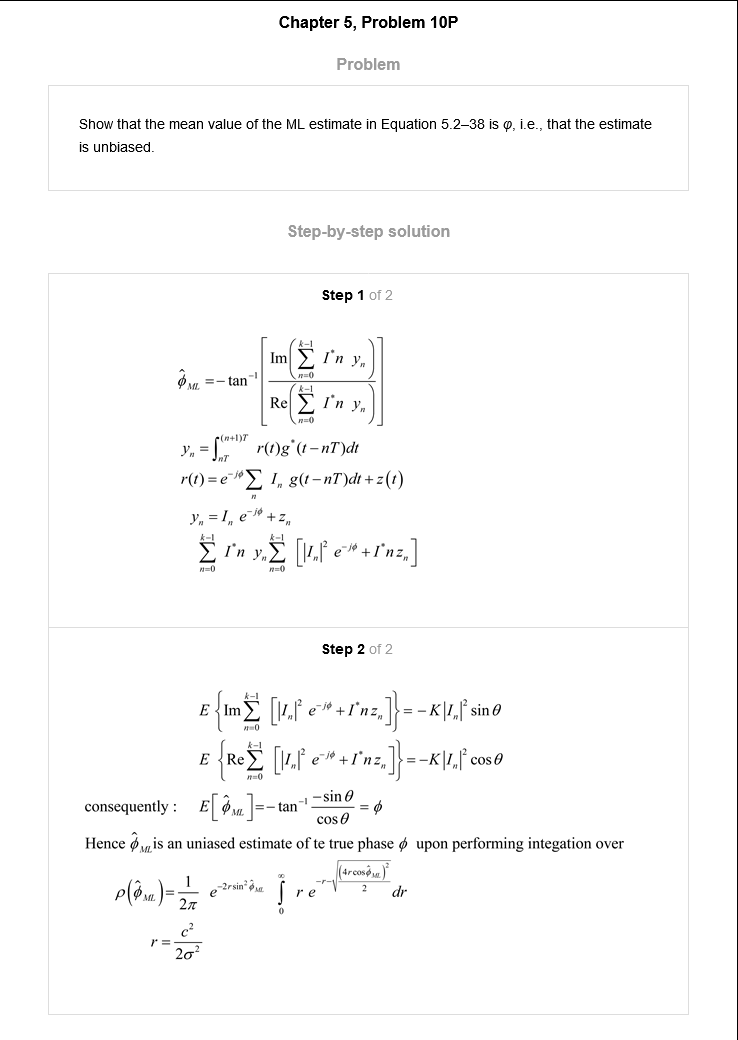 Chapter 5, Problem 10P
Problem
Show that the mean value of the ML estimate in Equation 5.2–38 is φ, i.e., that the estimate
is unbiased.
Step-by-step solution
Step 1 of 2
\hat{\phi}_{ML} = -\tan^{-1}\left[\frac{\text{Im}\left(\sum_{n=0}^{k-1} I^*n \; y_n\right)}{\text{Re}\left(\sum_{n=0}^{k-1} I^*n \; y_n\right)}\right]
y_n = \int_{nT}^{(n+1)T} r(t)g^*(t-nT)dt
r(t) = e^{-j\phi}\sum_n I_n \; g(t-nT)dt + z(t)
y_n = I_n \; e^{-j\phi} + z_n
\sum_{n=0}^{k-1} I^*n \; y_n \sum_{n=0}^{k-1} \left[|I_n|^2 e^{-j\phi} + I^*n z_n\right]
Step 2 of 2
E\left\{\text{Im}\sum_{n=0}^{k-1}\left[|I_n|^2 e^{-j\phi} + I^*n z_n\right]\right\} = -K|I_n|^2 \sin\theta
E\left\{\text{Re}\sum_{n=0}^{k-1}\left[|I_n|^2 e^{-j\phi} + I^*n z_n\right]\right\} = -K|I_n|^2 \cos\theta
consequently : E\left[\hat{\phi}_{ML}\right] = -\tan^{-1}\frac{-\sin\theta}{\cos\theta} = \phi
Hence \hat{\phi}_{ML} is an uniased estimate of te true phase \phi upon performing integation over
\rho\left(\hat{\phi}_{ML}\right) = \frac{1}{2\pi} e^{-2r\sin^2\hat{\phi}_{ML}} \int_0^\infty r \, e^{-r-\sqrt{\frac{\left(4r\cos\hat{\phi}_{ML}\right)^2}{2}}} dr
r = \frac{c^2}{2\sigma^2}